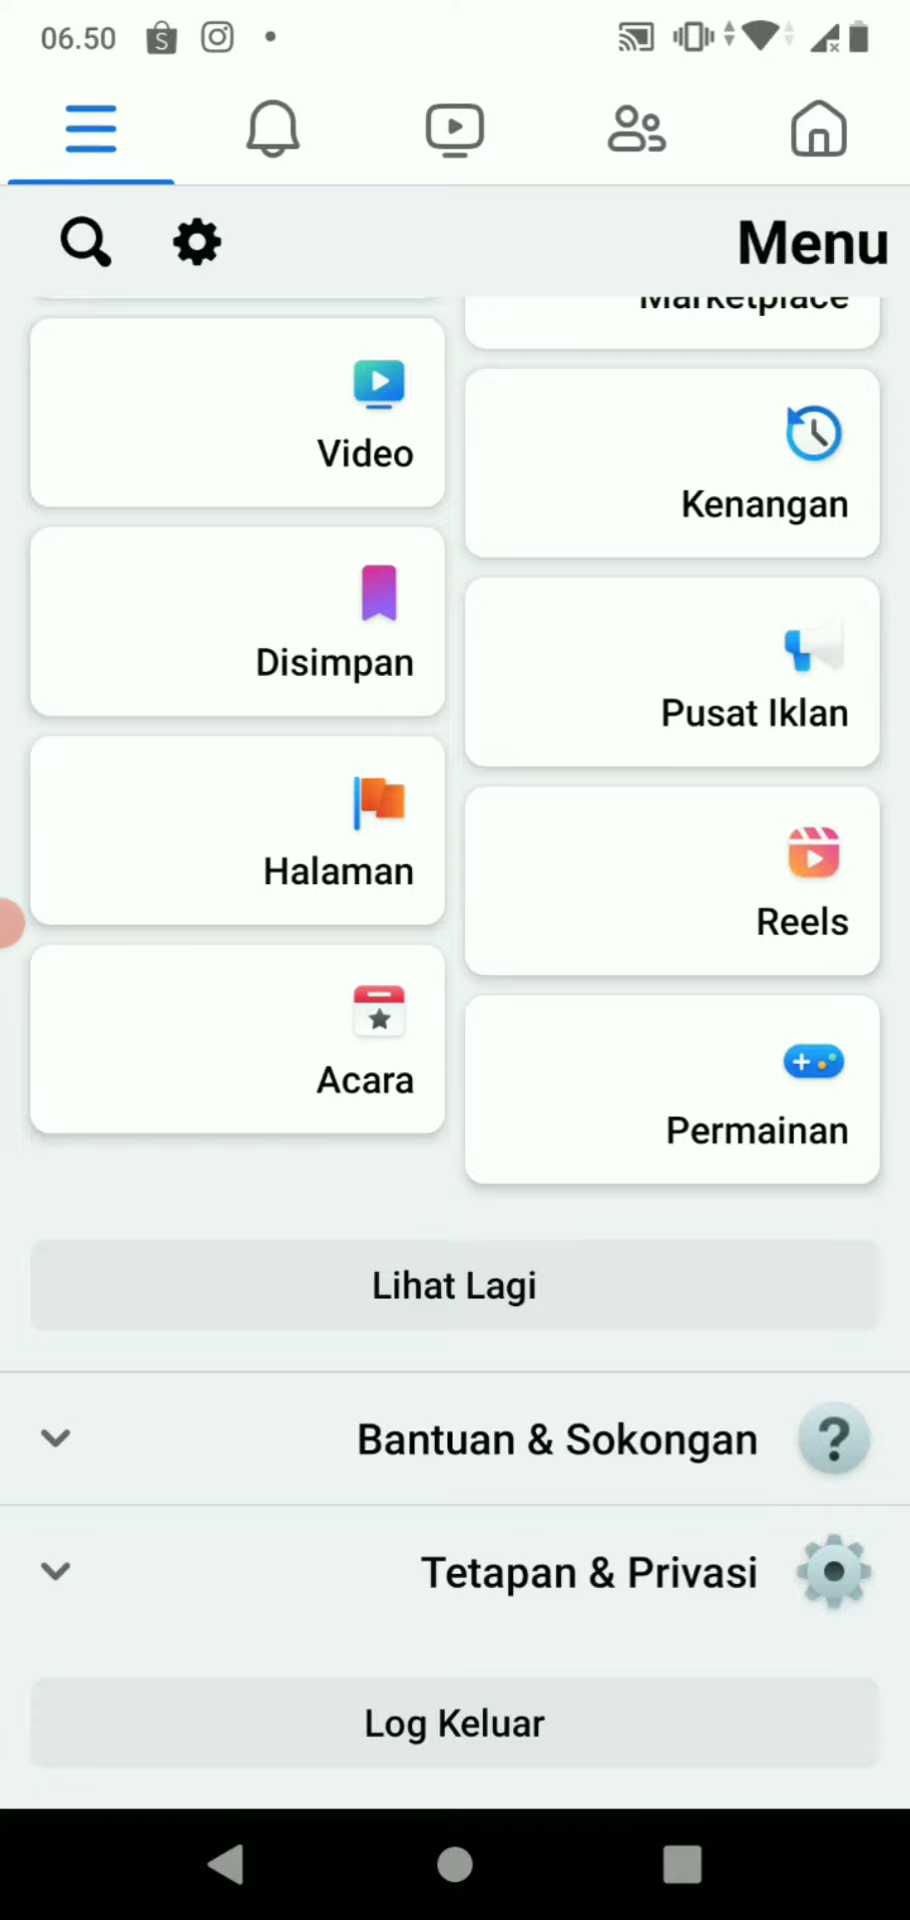 06.50
Menu
Marketplace
Video
Kenangan
Disimpan
Pusat Iklan
Halaman
Reels
Acara
Permainan
Lihat Lagi
Bantuan & Sokongan
Tetapan & Privasi
Log Keluar